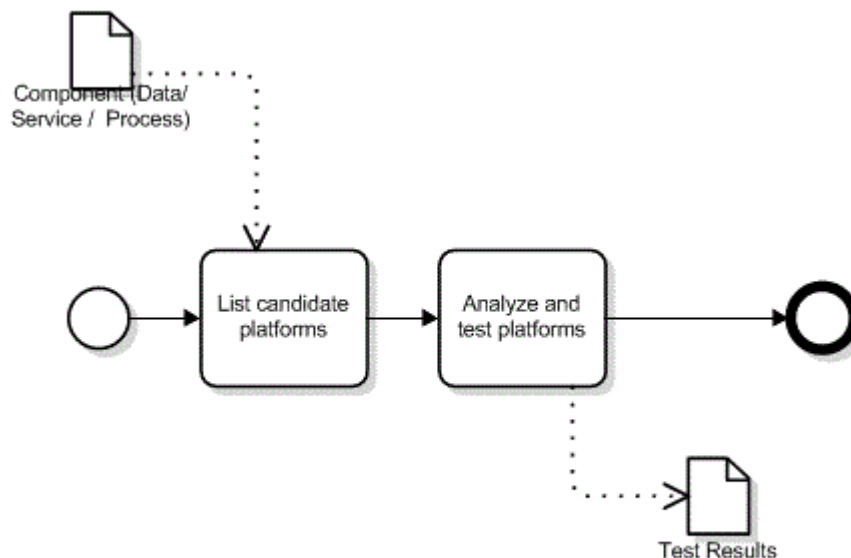 Component (Data/
Service / Process)
List candidate
platforms
Analyze and
test platforms
Test Results